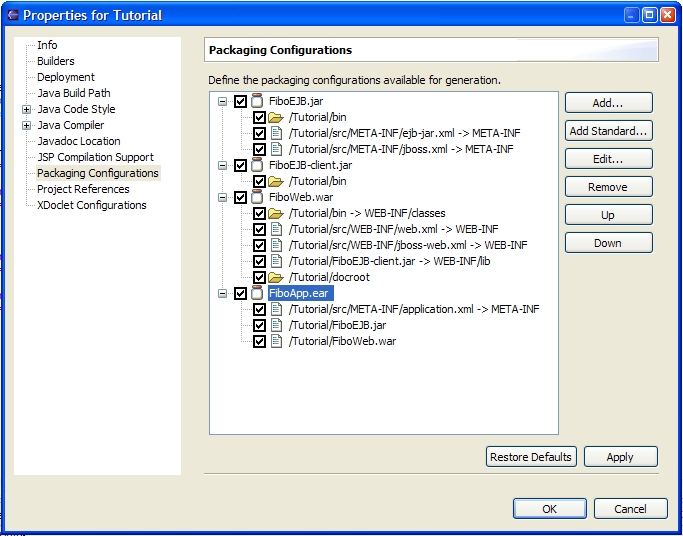 Properties for Tutorial
Info
Builders
Deployment
Java Build Path
Java Code Style
Java Compiler
Javadoc Location
JSP Compilation Support
Packaging Configurations
Project References
XDoclet Configurations
Packaging Configurations
Define the packaging configurations available for generation.
FiboEJB.jar
/Tutorial/bin
/Tutorial/src/META-INF/ejb-jar.xml -> META-INF
/Tutorial/src/META-INF/jboss.xml -> META-INF
FiboEJB-client.jar
/Tutorial/bin
FiboWeb.war
/Tutorial/bin -> WEB-INF/classes
/Tutorial/src/WEB-INF/web.xml -> WEB-INF
/Tutorial/src/WEB-INF/jboss-web.xml -> WEB-INF
/Tutorial/FiboEJB-client.jar -> WEB-INF/lib
/Tutorial/docroot
FiboApp.ear
/Tutorial/src/META-INF/application.xml -> META-INF
/Tutorial/FiboEJB.jar
/Tutorial/FiboWeb.war
Add...
Add Standard...
Edit...
Remove
Up
Down
Restore Defaults
Apply
OK
Cancel